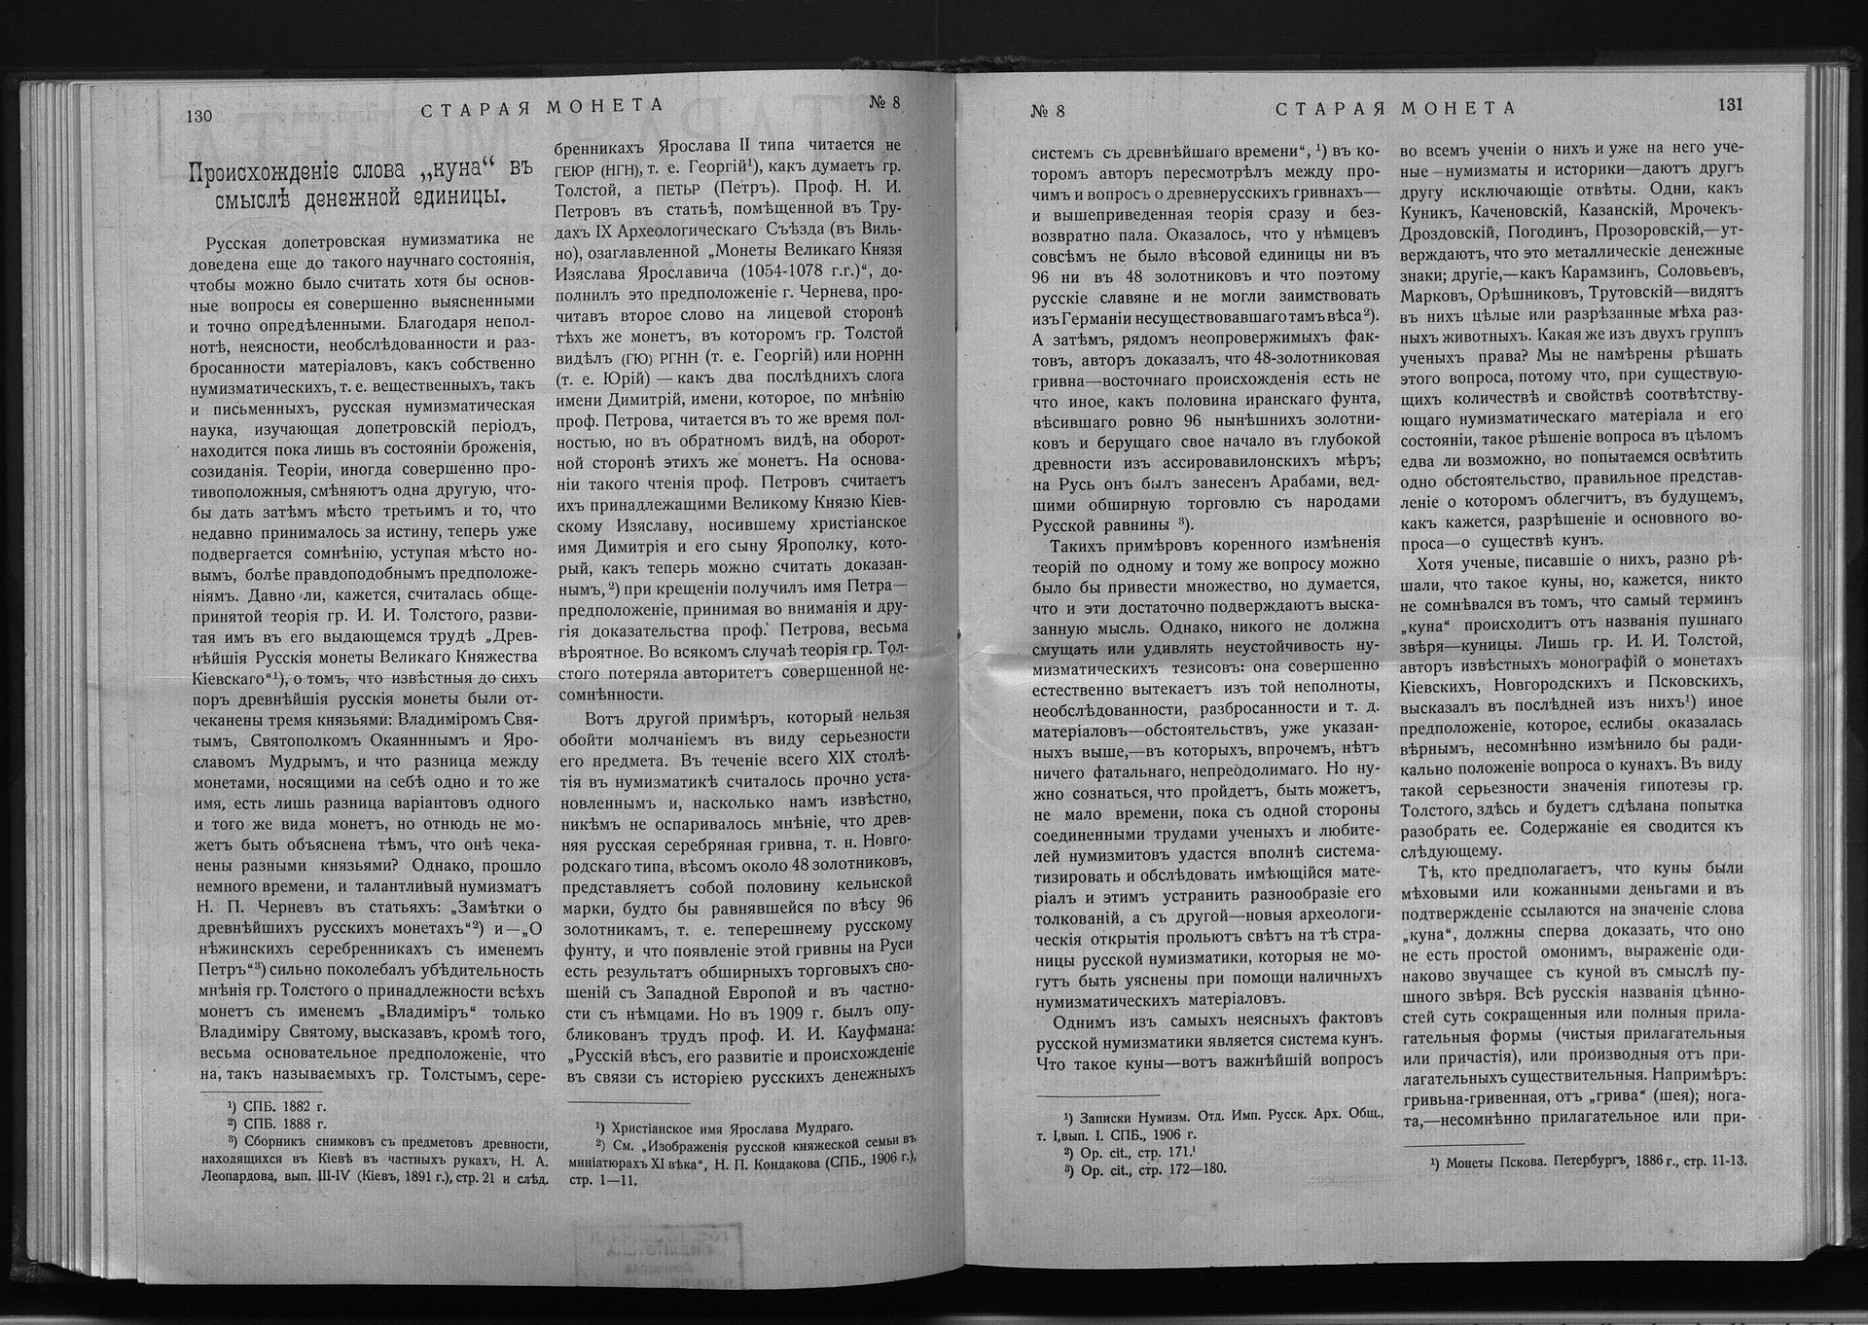 130
СТАРАЯ МОНЕТА
№ 8
Происхожденіе слова „куна“ въ
смыслѣ денежной единицы.
Русская допетровская нумизматика не
доведена еще до такого научнаго состоянія,
чтобы можно было считать хотя бы основ-
ные вопросы ея совершенно выясненными
и точно опредѣленными. Благодаря непол-
нотѣ, неясности, необслѣдованности и раз-
бросанности матеріаловъ, какъ собственно
нумизматическихъ, т. е. вещественныхъ, такъ
и письменныхъ, русская нумизматическая
наука, изучающая допетровскій періодъ,
находится пока лишь въ состояніи броженія,
созиданія. Теоріи, иногда совершенно про-
тивоположныя, смѣняютъ одна другую, что-
бы дать затѣмъ мѣсто третьимъ и то, что
недавно принималось за истину, теперь уже
подвергается сомнѣнію, уступая мѣсто но-
вымъ, болѣе правдоподобнымъ предположе-
ніямъ. Давно ли, кажется, считалась обще-
принятой теорія гр. И. И. Толстого, разви-
тая имъ въ его выдающемся трудѣ „Древ-
нѣйшія Русскія монеты Великаго Княжества
Кіевскаго“¹), о томъ, что извѣстныя до сихъ
поръ древнѣйшія русскія монеты были от-
чеканены тремя князьями: Владиміромъ Свя-
тымъ, Святополкомъ Окаянннымъ и Яро-
славомъ Мудрымъ, и что разница между
монетами, носящими на себѣ одно и то же
имя, есть лишь разница варіантовъ одного
и того же вида монетъ, но отнюдь не мо-
жетъ быть объяснена тѣмъ, что онѣ чека-
нены разными князьями? Однако, прошло
немного времени, и талантливый нумизматъ
Н. П. Черневъ въ статьяхъ: „Замѣтки о
древнѣйшихъ русскихъ монетахъ“²) и—„О
нѣжинскихъ серебренникахъ съ именемъ
Петръ“³) сильно поколебалъ убѣдительность
мнѣнія гр. Толстого о принадлежности всѣхъ
монетъ съ именемъ „Владиміръ“ только
Владиміру Святому, высказавъ, кромѣ того,
весьма основательное предположеніе, что
на, такъ называемыхъ гр. Толстымъ, сере-
¹) СПБ. 1882 г.
²) СПБ. 1888 г.
³) Сборникъ снимковъ съ предметовъ древности,
находящихся въ Кіевѣ въ частныхъ рукахъ, Н. А.
Леопардова, вып. III-IV (Кіевъ, 1891 г.), стр. 21 и слѣд.
бренникахъ Ярослава II типа читается не
ГЕЮР (НГН), т. е. Георгій¹), какъ думаетъ гр.
Толстой, а ПЕТЬР (Петръ). Проф. Н. И.
Петровъ въ статьѣ, помѣщенной въ Тру-
дахъ IX Археологическаго Съѣзда (въ Виль-
но), озаглавленной „Монеты Великаго Князя
Изяслава Ярославича (1054-1078 г.г.)“, до-
полнилъ это предположеніе г. Чернева, про-
читавъ второе слово на лицевой сторонѣ
тѣхъ же монетъ, въ которомъ гр. Толстой
видѣлъ (ГЮ) РГНН (т. е. Георгій) или НОРНН
(т. е. Юрій) — какъ два послѣднихъ слога
имени Димитрій, имени, которое, по мнѣнію
проф. Петрова, читается въ то же время пол-
ностью, но въ обратномъ видѣ, на оборот-
ной сторонѣ этихъ же монетъ. На основа-
ніи такого чтенія проф. Петровъ считаетъ
ихъ принадлежащими Великому Князю Кіев-
скому Изяславу, носившему христіанское
имя Димитрія и его сыну Ярополку, кото-
рый, какъ теперь можно считать доказан-
нымъ, ²) при крещеніи получилъ имя Петра—
предположеніе, принимая во вниманія и дру-
гія доказательства проф. Петрова, весьма
вѣроятное. Во всякомъ случаѣ теорія гр. Тол-
стого потеряла авторитетъ совершенной не-
сомнѣнности.
Вотъ другой примѣръ, который нельзя
обойти молчаніемъ въ виду серьезности
его предмета. Въ теченіе всего XIX столѣ-
тія въ нумизматикѣ считалось прочно уста-
новленнымъ и, насколько намъ извѣстно,
никѣмъ не оспаривалось мнѣніе, что древ-
няя русская серебряная гривна, т. н. Новго-
родскаго типа, вѣсомъ около 48 золотниковъ,
представляетъ собой половину кельнской
марки, будто бы равнявшейся по вѣсу 96
золотникамъ, т. е. теперешнему русскому
фунту, и что появленіе этой гривны на Руси
есть результатъ обширныхъ торговыхъ сно-
шеній съ Западной Европой и въ частно-
сти съ нѣмцами. Но въ 1909 г. былъ опу-
бликованъ трудъ проф. И. И. Кауфмана:
„Русскій вѣсъ, его развитіе и происхожденіе
въ связи съ исторіею русскихъ денежныхъ
¹) Христіанское имя Ярослава Мудраго.
²) См. „Изображенія русской княжеской семьи въ
миніатюрахъ XI вѣка“, Н. П. Кондакова (СПБ., 1906 г.),
стр. 1—11.
№ 8
СТАРАЯ МОНЕТА
131
системъ съ древнѣйшаго времени“, ¹) въ ко-
торомъ авторъ пересмотрѣлъ между про-
чимъ и вопросъ о древнерусскихъ гривнахъ—
и вышеприведенная теорія сразу и без-
возвратно пала. Оказалось, что у нѣмцевъ
совсѣмъ не было вѣсовой единицы ни въ
96 ни въ 48 золотниковъ и что поэтому
русскіе славяне и не могли заимствовать
изъ Германіи несуществовавшаго тамъ вѣса²).
А затѣмъ, рядомъ неопровержимыхъ фак-
товъ, авторъ доказалъ, что 48-золотниковая
гривна—восточнаго происхожденія есть не
что иное, какъ половина иранскаго фунта,
вѣсившаго ровно 96 нынѣшнихъ золотни-
ковъ и берущаго свое начало въ глубокой
древности изъ ассировавилонскихъ мѣръ;
на Русь онъ былъ занесенъ Арабами, вед-
шими обширную торговлю съ народами
Русской равнины ³).
Такихъ примѣровъ коренного измѣненія
теорій по одному и тому же вопросу можно
было бы привести множество, но думается,
что и эти достаточно подтверждаютъ выска-
занную мысль. Однако, никого не должна
смущать или удивлять неустойчивость ну-
мизматическихъ тезисовъ: она совершенно
естественно вытекаетъ изъ той неполноты,
необслѣдованности, разбросанности и т. д.
матеріаловъ—обстоятельствъ, уже указан-
ныхъ выше,—въ которыхъ, впрочемъ, нѣтъ
ничего фатальнаго, непреодолимаго. Но ну-
жно сознаться, что пройдетъ, быть можетъ,
не мало времени, пока съ одной стороны
соединенными трудами ученыхъ и любите-
лей нумизмитовъ удастся вполнѣ система-
тизировать и обслѣдовать имѣющійся мате-
ріалъ и этимъ устранить разнообразіе его
толкованій, а съ другой—новыя археологи-
ческія открытія прольютъ свѣтъ на тѣ стра-
ницы русской нумизматики, которыя не мо-
гутъ быть уяснены при помощи наличныхъ
нумизматическихъ матеріаловъ.
Однимъ изъ самыхъ неясныхъ фактовъ
русской нумизматики является система кунъ.
Что такое куны—вотъ важнѣйшій вопросъ
¹) Записки Нумизм. Отд. Имп. Русск. Арх. Общ.,
т. I,вып. I. СПБ., 1906 г.
²) Op. cit., стр. 171.
³) Op. cit., стр. 172—180.
во всемъ ученіи о нихъ и уже на него уче-
ные—нумизматы и историки—даютъ другъ
другу исключающіе отвѣты. Одни, какъ
Куникъ, Каченовскій, Казанскій, Мрочекъ-
Дроздовскій, Погодинъ, Прозоровскій,—ут-
верждаютъ, что это металлическіе денежные
знаки; другіе,—какъ Карамзинъ, Соловьевъ,
Марковъ, Орѣшниковъ, Трутовскій—видятъ
въ нихъ цѣлые или разрѣзанные мѣха раз-
ныхъ животныхъ. Какая же изъ двухъ группъ
ученыхъ права? Мы не намѣрены рѣшать
этого вопроса, потому что, при существую-
щихъ количествѣ и свойствѣ соотвѣтству-
ющаго нумизматическаго матеріала и его
состояніи, такое рѣшеніе вопроса въ цѣломъ
едва ли возможно, но попытаемся освѣтить
одно обстоятельство, правильное представ-
леніе о которомъ облегчитъ, въ будущемъ,
какъ кажется, разрѣшеніе и основного во-
проса—о существѣ кунъ.
Хотя ученые, писавшіе о нихъ, разно рѣ-
шали, что такое куны, но, кажется, никто
не сомнѣвался въ томъ, что самый терминъ
„куна“ происходитъ отъ названія пушнаго
звѣря—куницы. Лишь гр. И. И. Толстой,
авторъ извѣстныхъ монографій о монетахъ
Кіевскихъ, Новгородскихъ и Псковскихъ,
высказалъ въ послѣдней изъ нихъ¹) иное
предположеніе, которое, еслибы оказалась
вѣрнымъ, несомнѣнно измѣнило бы ради-
кально положеніе вопроса о кунахъ. Въ виду
такой серьезности значенія гипотезы гр.
Толстого, здѣсь и будетъ сдѣлана попытка
разобрать ее. Содержаніе ея сводится къ
слѣдующему.
Тѣ, кто предполагаетъ, что куны были
мѣховыми или кожанными деньгами и въ
подтвержденіе ссылаются на значеніе слова
„куна“, должны сперва доказать, что оно
не есть простой омонимъ, выраженіе оди-
наково звучащее съ куной въ смыслѣ пу-
шного звѣря. Всѣ русскія названія цѣнно-
стей суть сокращенныя или полныя прила-
гательныя формы (чистыя прилагательныя
или причастія), или производныя отъ при-
лагательныхъ существительныя. Напримѣръ:
гривьна-гривенная, отъ „грива“ (шея); нога-
та,—несомнѣнно прилагательное или при-
¹) Монеты Пскова. Петербургъ, 1886 г., стр. 11-13.